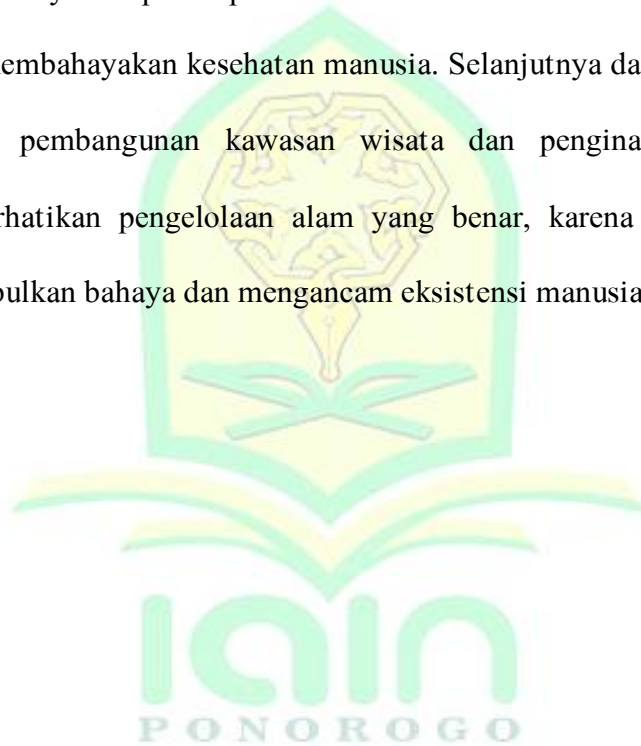 embahayakan kesehatan manusia. Selanjutnya da
pembangunan kawasan wisata dan pengina
rhatikan pengelolaan alam yang benar, karena
bulkan bahaya dan mengancam eksistensi manusia
iain
PONOROGO